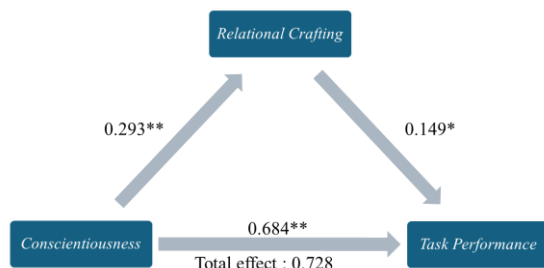 Relational Crafting
0.293**
0.149*
0.684**
Conscientiousness
Task Performance
Total effect : 0.728